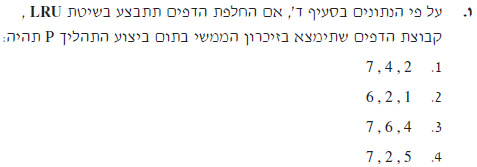 ו. על פי הנתונים בסעיף ד', אם החלפת הדפים תתבצע בשיטת LRU ,
קבוצת הדפים שתימצא בזיכרון הממשי בתום ביצוע התהליך P תהיה:
1. 7 , 4 , 2
2. 6 , 2 , 1
3. 7 , 6 , 4
4. 7 , 2 , 5